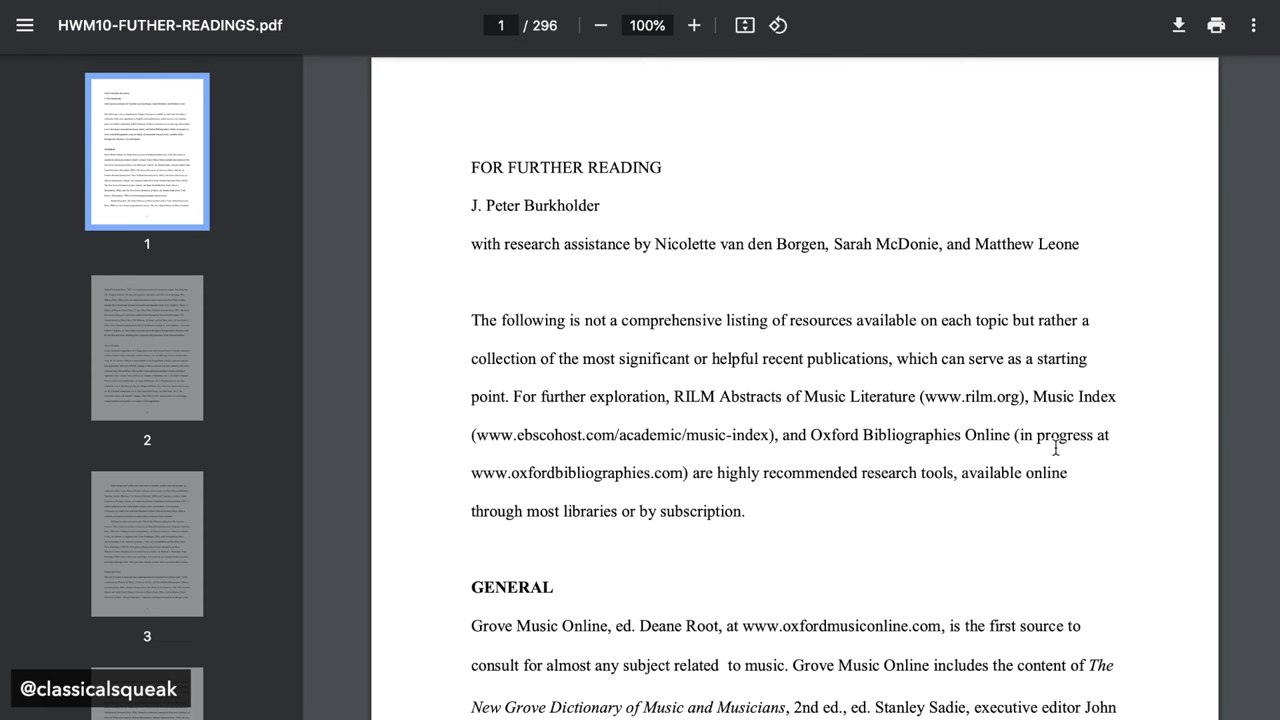 HWM10-FUTHER-READINGS.pdf
1 / 296
100%
1
2
3
FOR FURTHER READING
J. Peter Burkholder
with research assistance by Nicolette van den Borgen, Sarah McDonie, and Matthew Leone
The following is not a comprehensive listing of resources available on each topic but rather a
collection of the most significant or helpful recent publications, which can serve as a starting
point. For further exploration, RILM Abstracts of Music Literature (www.rilm.org), Music Index
(www.ebscohost.com/academic/music-index), and Oxford Bibliographies Online (in progress at
www.oxfordbibliographies.com) are highly recommended research tools, available online
through most libraries or by subscription.
GENERAL
Grove Music Online, ed. Deane Root, at www.oxfordmusiconline.com, is the first source to
consult for almost any subject related  to music. Grove Music Online includes the content of The
New Grove Dictionary of Music and Musicians, 2nd ed., ed. Stanley Sadie, executive editor John
@classicalsqueak